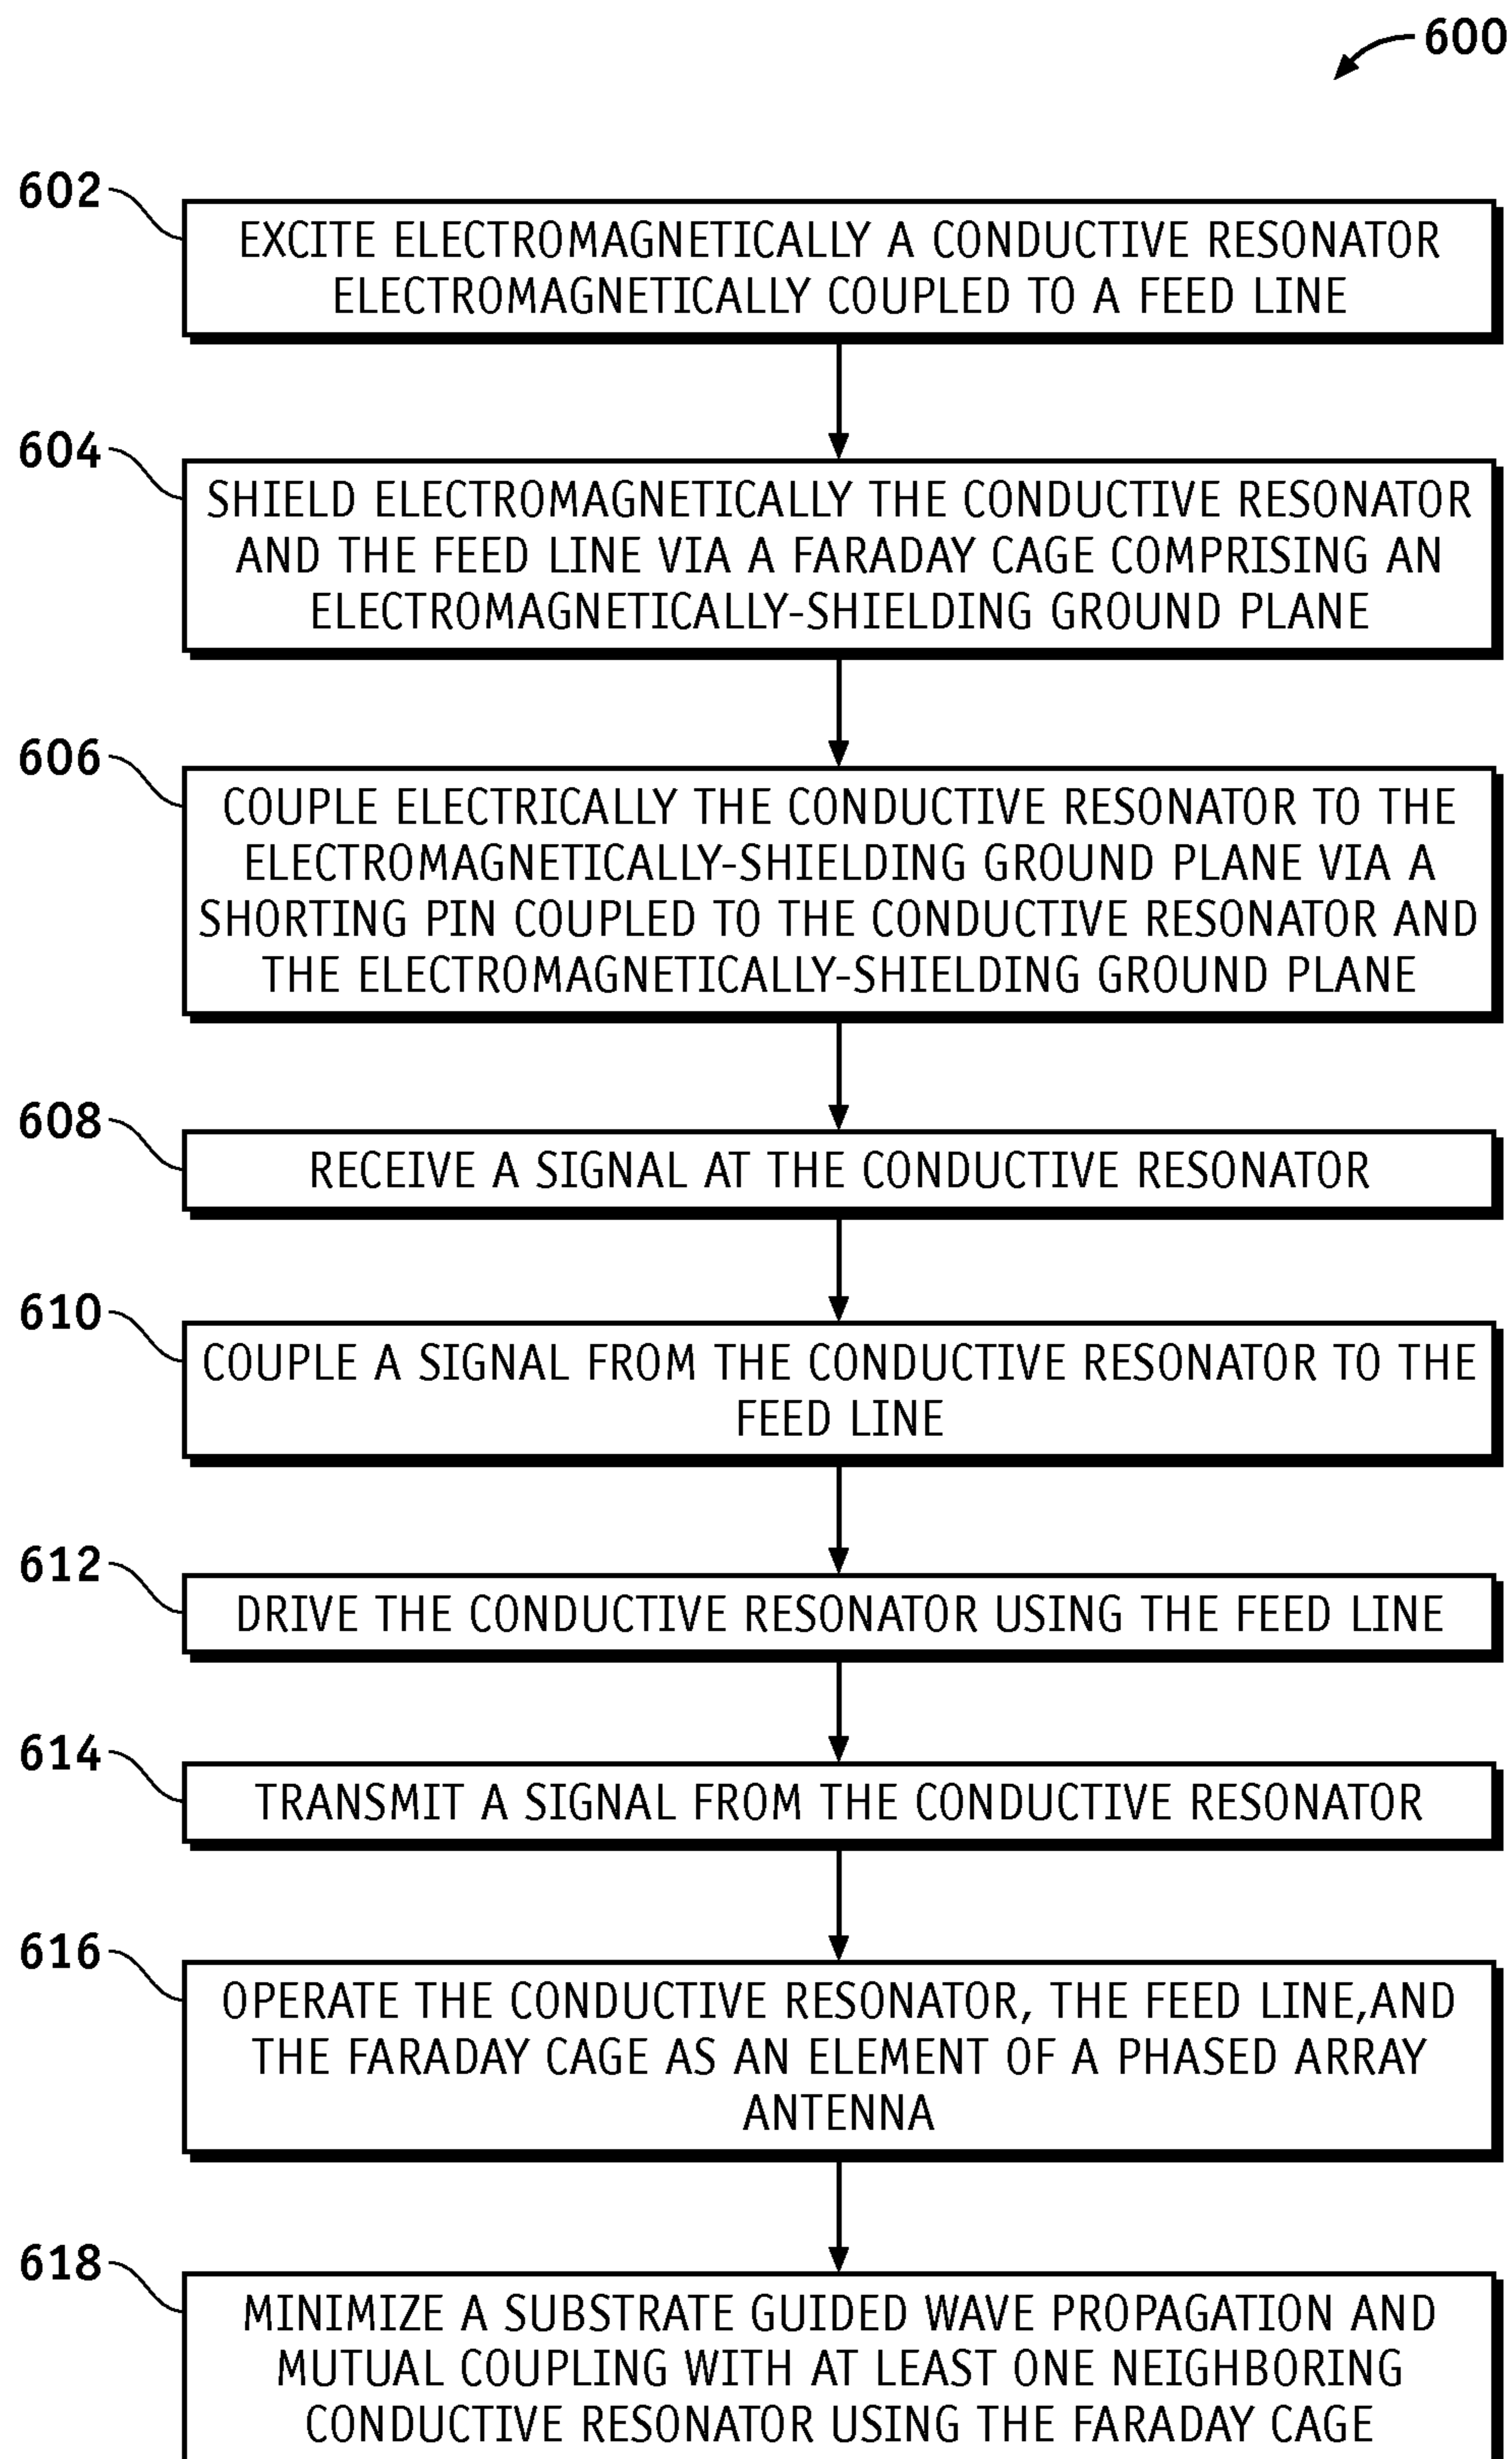 600
602
EXCITE ELECTROMAGNETICALLY A CONDUCTIVE RESONATOR
ELECTROMAGNETICALLY COUPLED TO A FEED LINE
604
SHIELD ELECTROMAGNETICALLY THE CONDUCTIVE RESONATOR
AND THE FEED LINE VIA A FARADAY CAGE COMPRISING AN
ELECTROMAGNETICALLY-SHIELDING GROUND PLANE
606
COUPLE ELECTRICALLY THE CONDUCTIVE RESONATOR TO THE
ELECTROMAGNETICALLY-SHIELDING GROUND PLANE VIA A
SHORTING PIN COUPLED TO THE CONDUCTIVE RESONATOR AND
THE ELECTROMAGNETICALLY-SHIELDING GROUND PLANE
608
RECEIVE A SIGNAL AT THE CONDUCTIVE RESONATOR
610
COUPLE A SIGNAL FROM THE CONDUCTIVE RESONATOR TO THE
FEED LINE
612
DRIVE THE CONDUCTIVE RESONATOR USING THE FEED LINE
614
TRANSMIT A SIGNAL FROM THE CONDUCTIVE RESONATOR
616
OPERATE THE CONDUCTIVE RESONATOR, THE FEED LINE,AND
THE FARADAY CAGE AS AN ELEMENT OF A PHASED ARRAY
ANTENNA
618
MINIMIZE A SUBSTRATE GUIDED WAVE PROPAGATION AND
MUTUAL COUPLING WITH AT LEAST ONE NEIGHBORING
CONDUCTIVE RESONATOR USING THE FARADAY CAGE